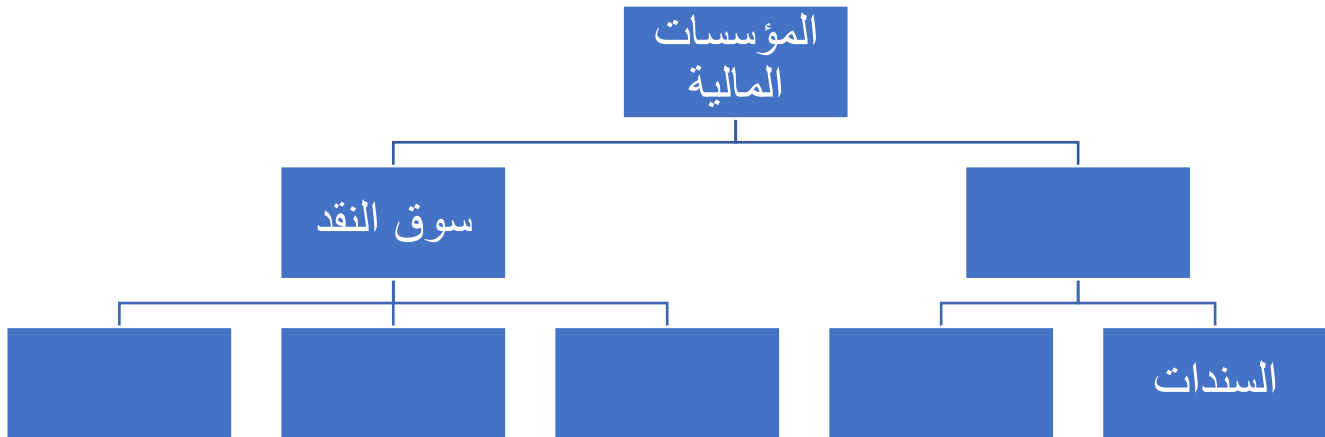 المؤسسات
المالية
سوق النقد
السندات